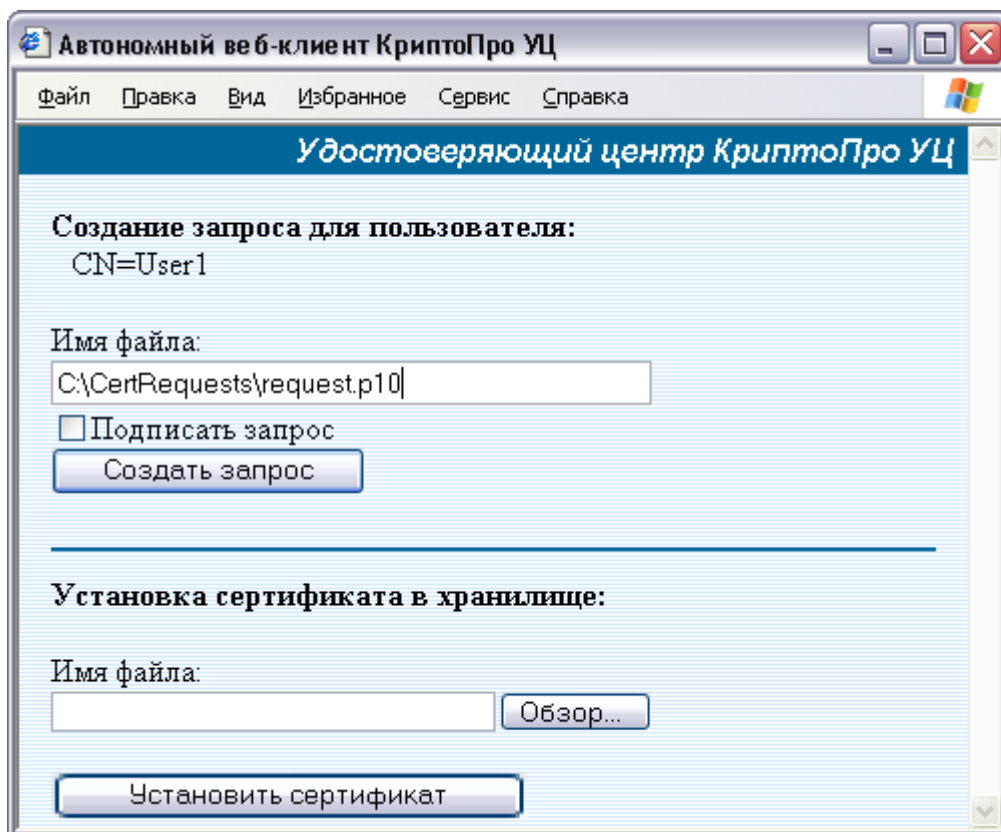 Автономный веб-клиент КриптоПро УЦ
Файл Правка Вид Избранное Сервис Справка
Удостоверяющий центр КриптоПро УЦ
Создание запроса для пользователя:
CN=User1
Имя файла:
C:\CertRequests\request.p10
Подписать запрос
Создать запрос
Установка сертификата в хранилище:
Имя файла:
Обзор...
Установить сертификат